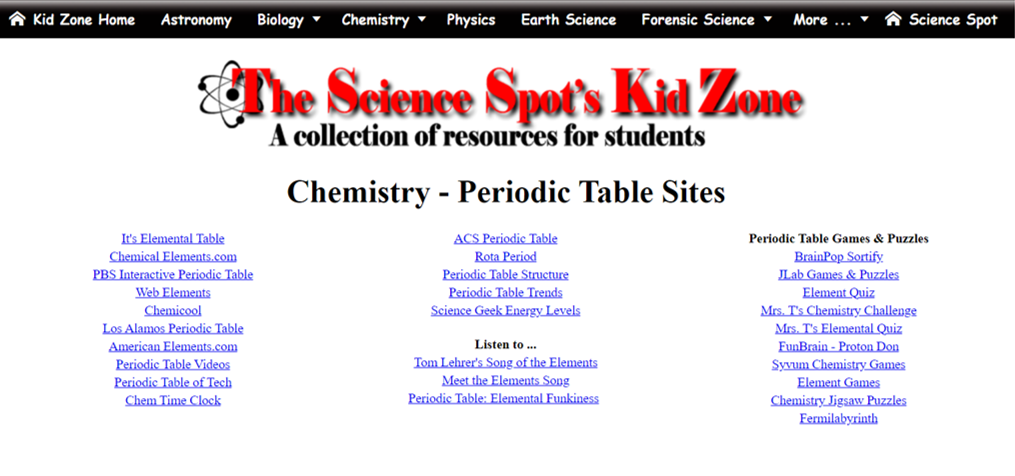 Kid Zone Home Astronomy Biology Chemistry Physics Earth Science Forensic Science More ... Science Spot
The Science Spot's Kid Zone
A collection of resources for students
Chemistry - Periodic Table Sites
It's Elemental Table
Chemical Elements.com
PBS Interactive Periodic Table
Web Elements
Chemicool
Los Alamos Periodic Table
American Elements.com
Periodic Table Videos
Periodic Table of Tech
Chem Time Clock
ACS Periodic Table
Rota Period
Periodic Table Structure
Periodic Table Trends
Science Geek Energy Levels
Listen to ...
Tom Lehrer's Song of the Elements
Meet the Elements Song
Periodic Table: Elemental Funkiness
Periodic Table Games & Puzzles
BrainPop Sortify
JLab Games & Puzzles
Element Quiz
Mrs. T's Chemistry Challenge
Mrs. T's Elemental Quiz
FunBrain - Proton Don
Syvum Chemistry Games
Element Games
Chemistry Jigsaw Puzzles
Fermilabyrinth